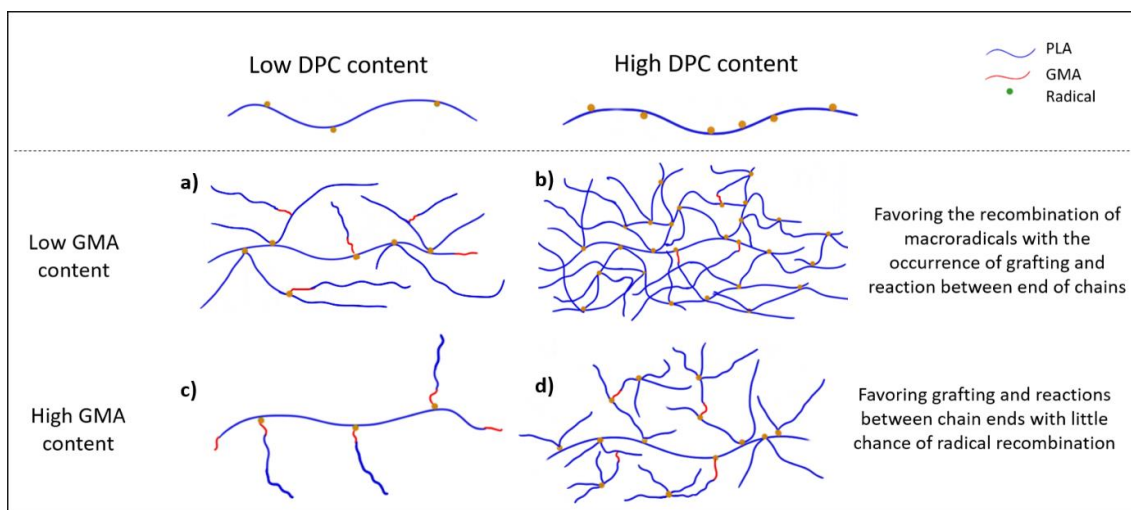 Low DPC content
High DPC content
PLA
GMA
Radical
a)
b)
Low GMA
content
Favoring the recombination of
macroradicals with the
occurrence of grafting and
reaction between end of chains
c)
d)
High GMA
content
Favoring grafting and reactions
between chain ends with little
chance of radical recombination